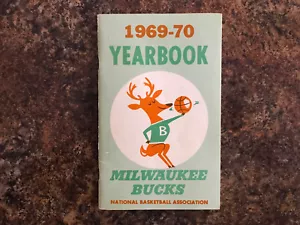 1969-70
YEARBOOK
B
MILWAUKEE
BUCKS
NATIONAL BASKETBALL ASSOCIATION